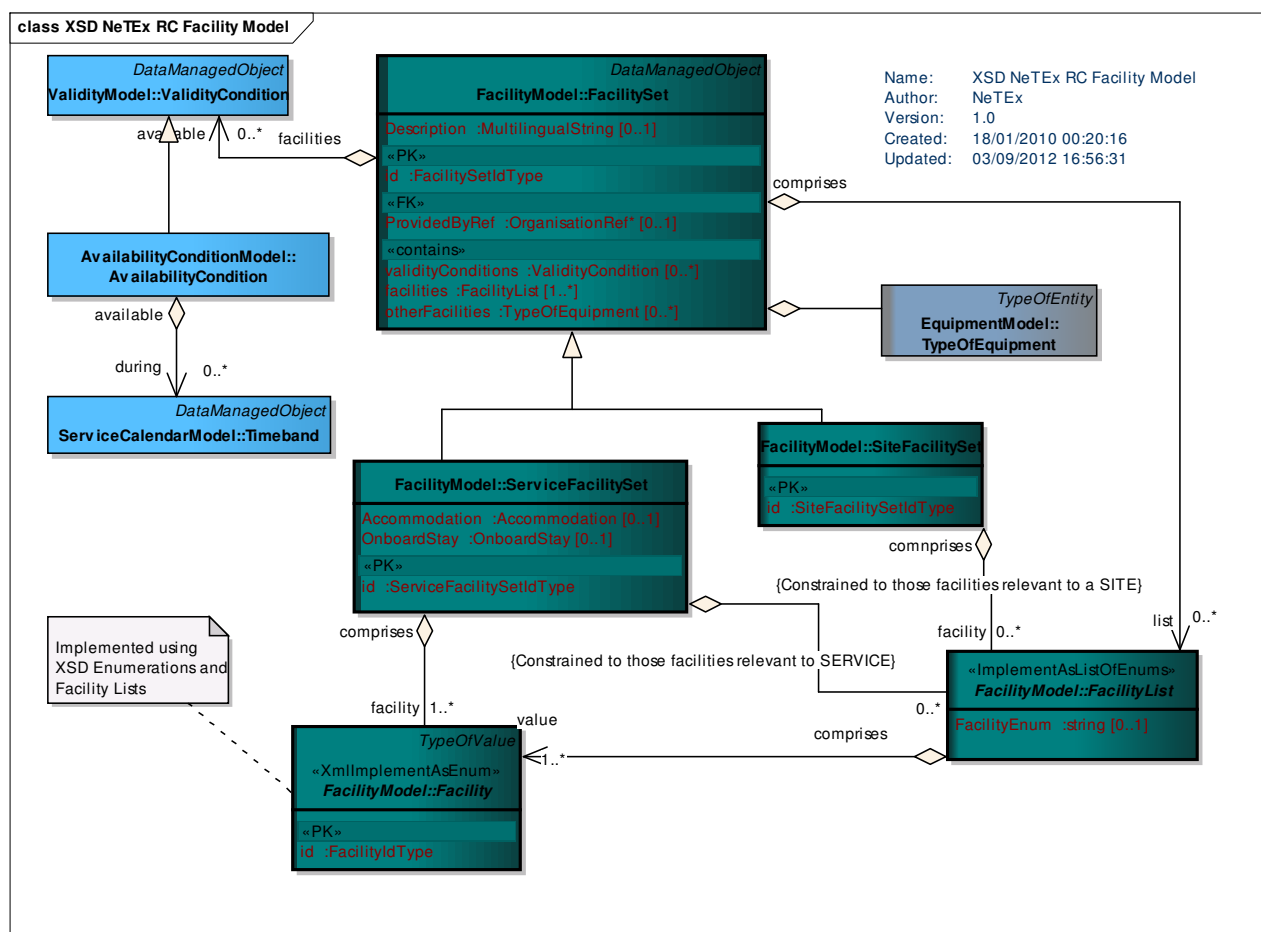 class XSD NeTEx RC Facility Model
DataManagedObject
ValidityModel::ValidityCondition
available
0..*
facilities
DataManagedObject
FacilityModel::FacilitySet
Description :MultilingualString [0..1]
«PK»
id :FacilitySetIdType
«FK»
ProvidedByRef :OrganisationRef* [0..1]
«contains»
validityConditions :ValidityCondition [0..*]
facilities :FacilityList [1..*]
otherFacilities :TypeOfEquipment [0..*]
Name: XSD NeTEx RC Facility Model
Author: NeTEx
Version: 1.0
Created: 18/01/2010 00:20:16
Updated: 03/09/2012 16:56:31
comprises
AvailabilityConditionModel::
AvailabilityCondition
available
during
0..*
DataManagedObject
ServiceCalendarModel::Timeband
TypeOfEntity
EquipmentModel::
TypeOfEquipment
FacilityModel::SiteFacilitySet
«PK»
id :SiteFacilitySetIdType
FacilityModel::ServiceFacilitySet
Accommodation :Accommodation [0..1]
OnboardStay :OnboardStay [0..1]
«PK»
id :ServiceFacilitySetIdType
comnprises
{Constrained to those facilities relevant to a SITE}
facility 0..*
list 0..*
comprises
{Constrained to those facilities relevant to SERVICE}
0..*
Implemented using
XSD Enumerations and
Facility Lists
«ImplementAsListOfEnums»
FacilityModel::FacilityList
FacilityEnum :string [0..1]
facility 1..*
value
1..*
comprises
TypeOfValue
«XmlImplementAsEnum»
FacilityModel::Facility
«PK»
id :FacilityIdType